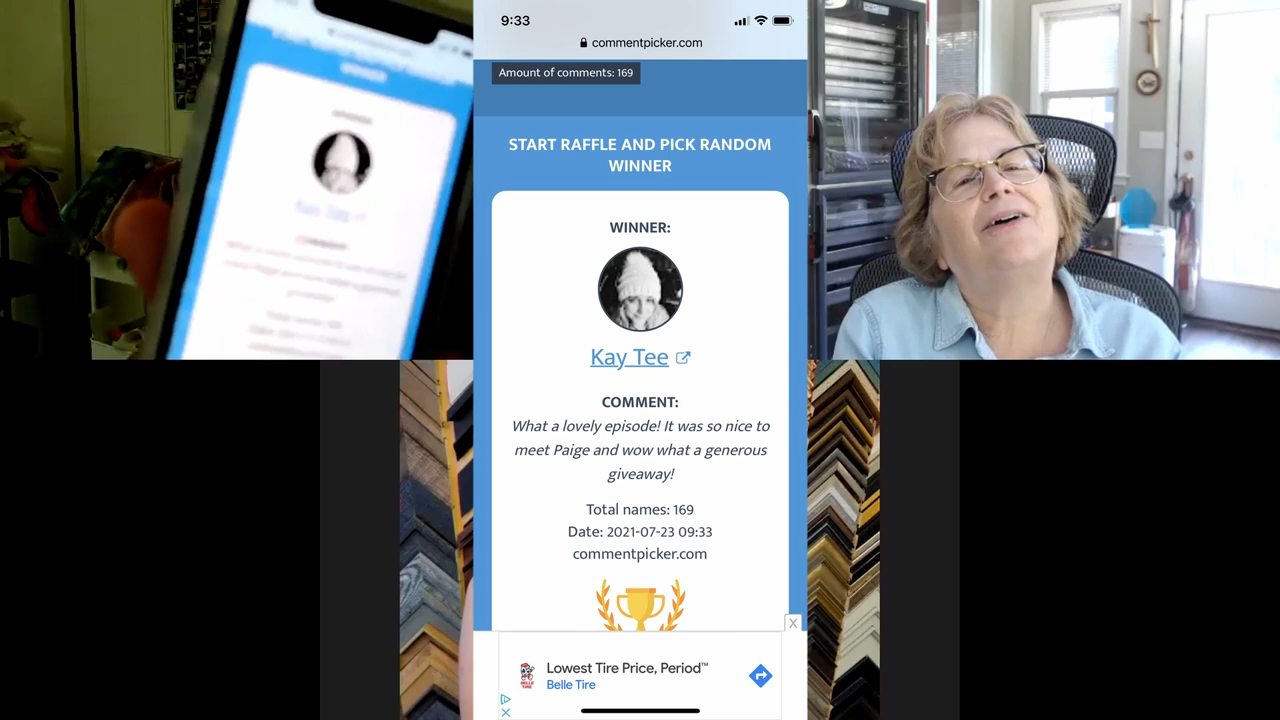 9:33
commentpicker.com
Amount of comments: 169
START RAFFLE AND PICK RANDOM
WINNER
WINNER:
Kay Tee
COMMENT:
What a lovely episode! It was so nice to
meet Paige and wow what a generous
giveaway!
Total names: 169
Date: 2021-07-23 09:33
commentpicker.com
X
Lowest Tire Price, Period™
Belle Tire
BELLE
TIRE